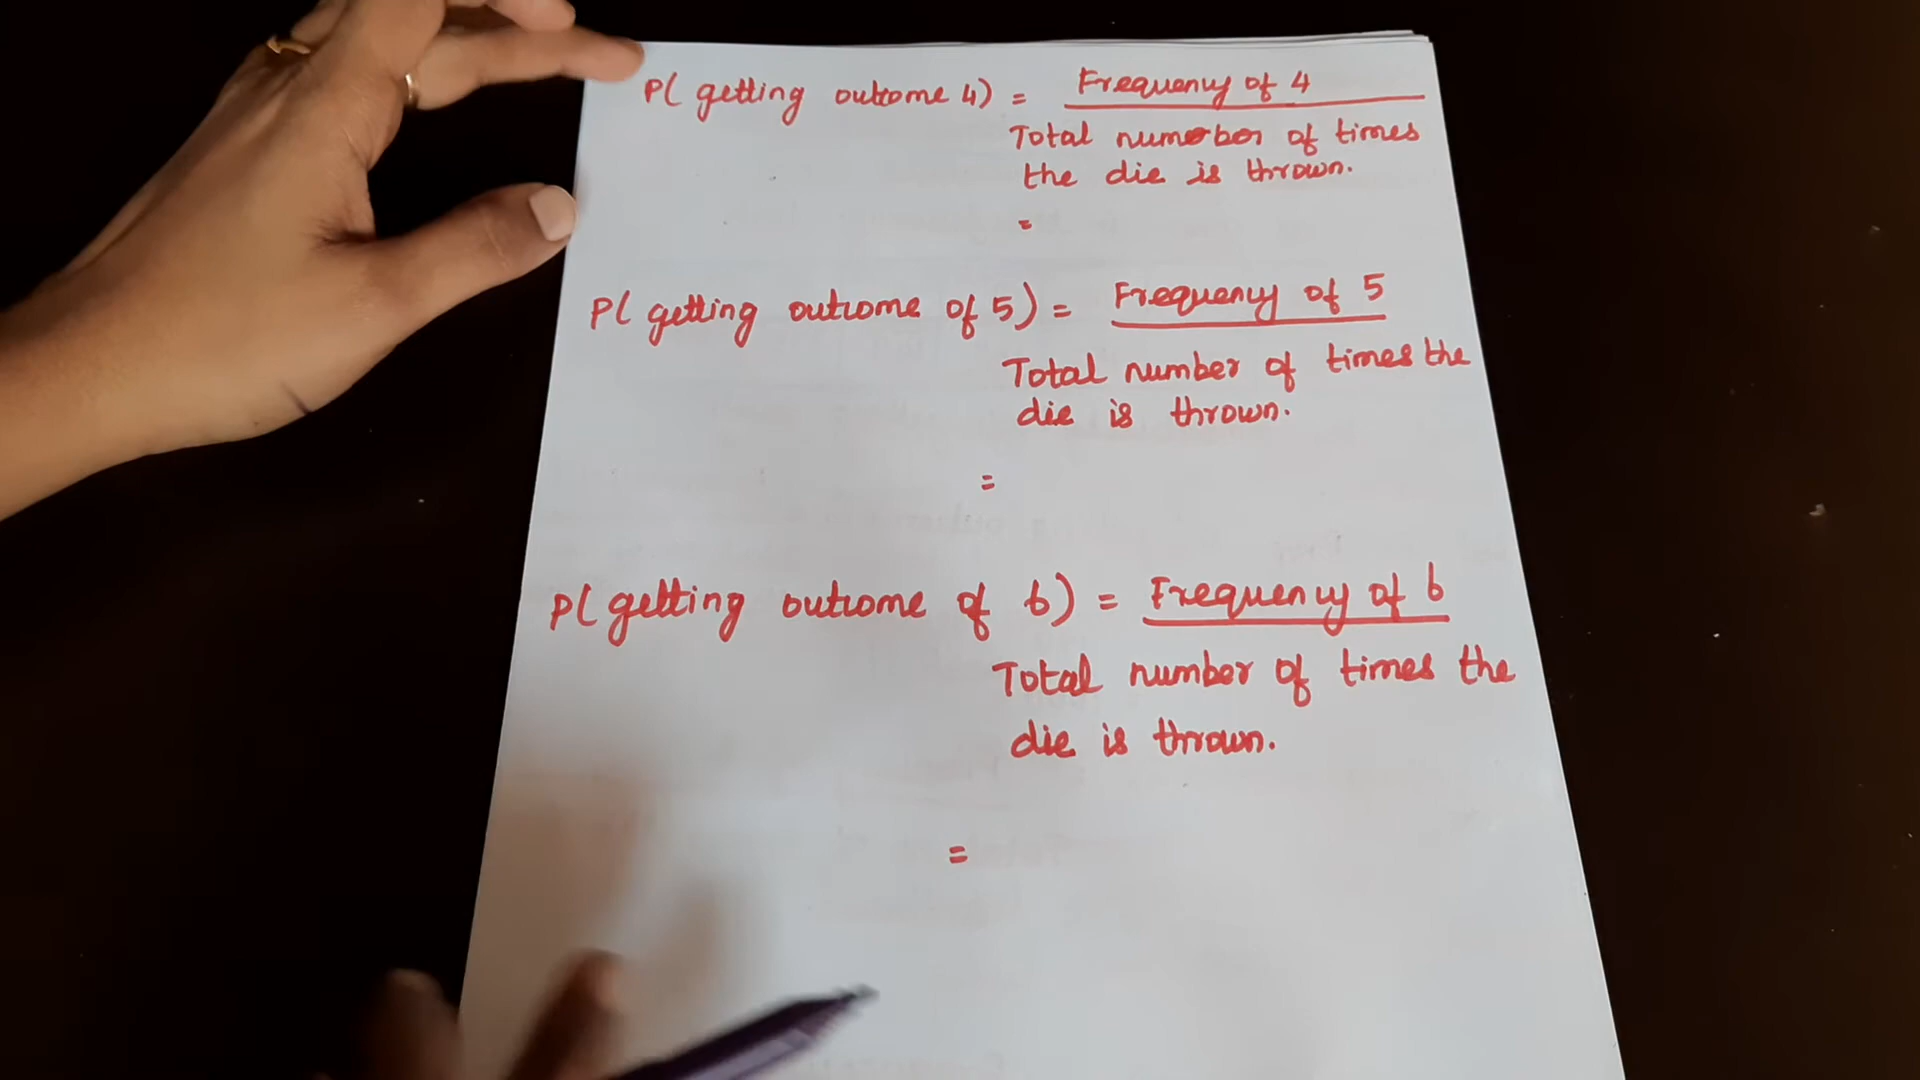 P( getting outcome 4) = Frequency of 4
Total number of times
the die is thrown.
=
P( getting outcome of 5) = Frequency of 5
Total number of times the
die is thrown.
=
P( getting outcome of 6) = Frequency of 6
Total number of times the
die is thrown.
=